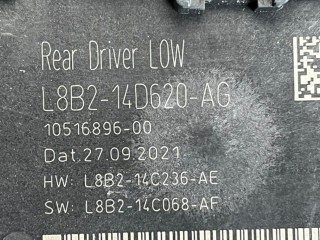 Rear Driver LOW
L8B2-14D620-AG
10516896-00
Dat.27.09.2021
HW: L8B2-14C236-AE
SW: L8B2-14C068-AF